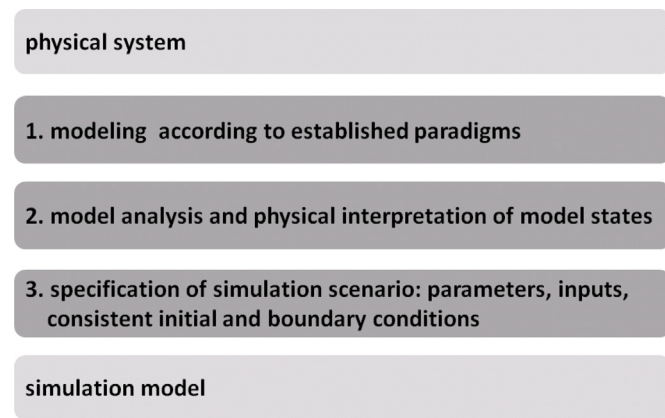 physical system
1. modeling according to established paradigms
2. model analysis and physical interpretation of model states
3. specification of simulation scenario: parameters, inputs,
consistent initial and boundary conditions
simulation model